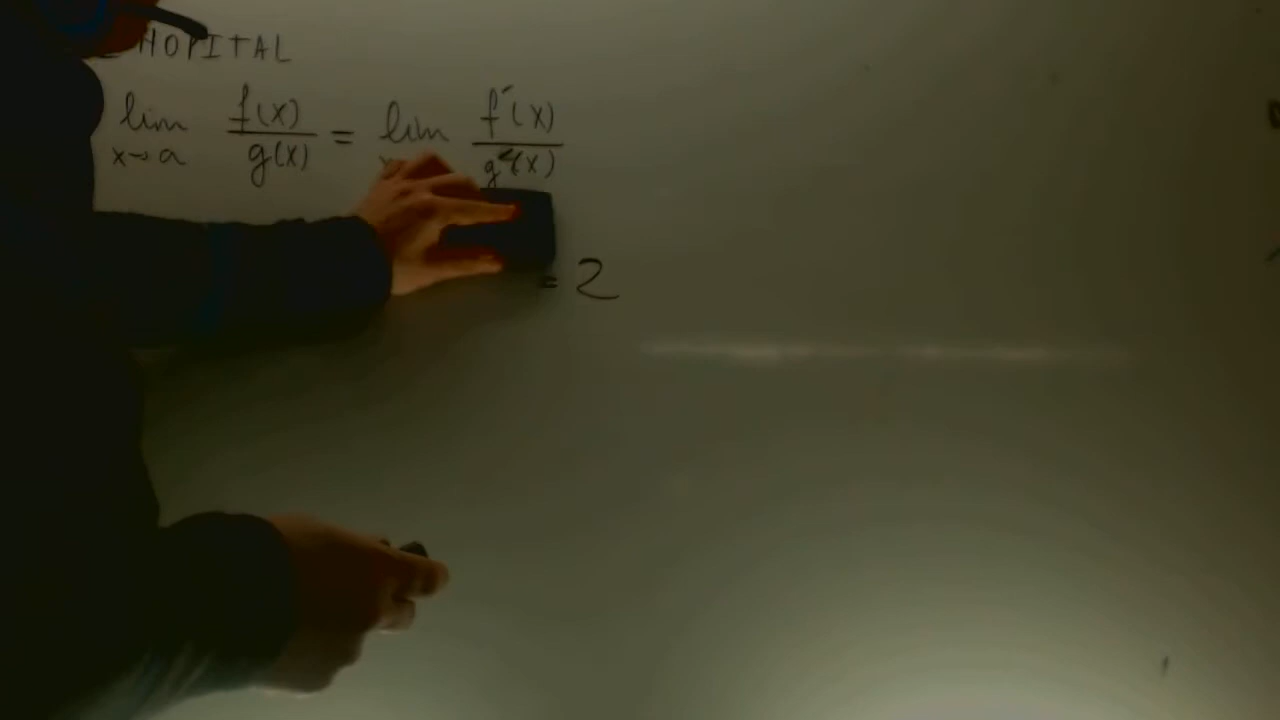 HOPITAL
lim x→a f(x)/g(x) = lim f'(x)/g'(x)
= 2